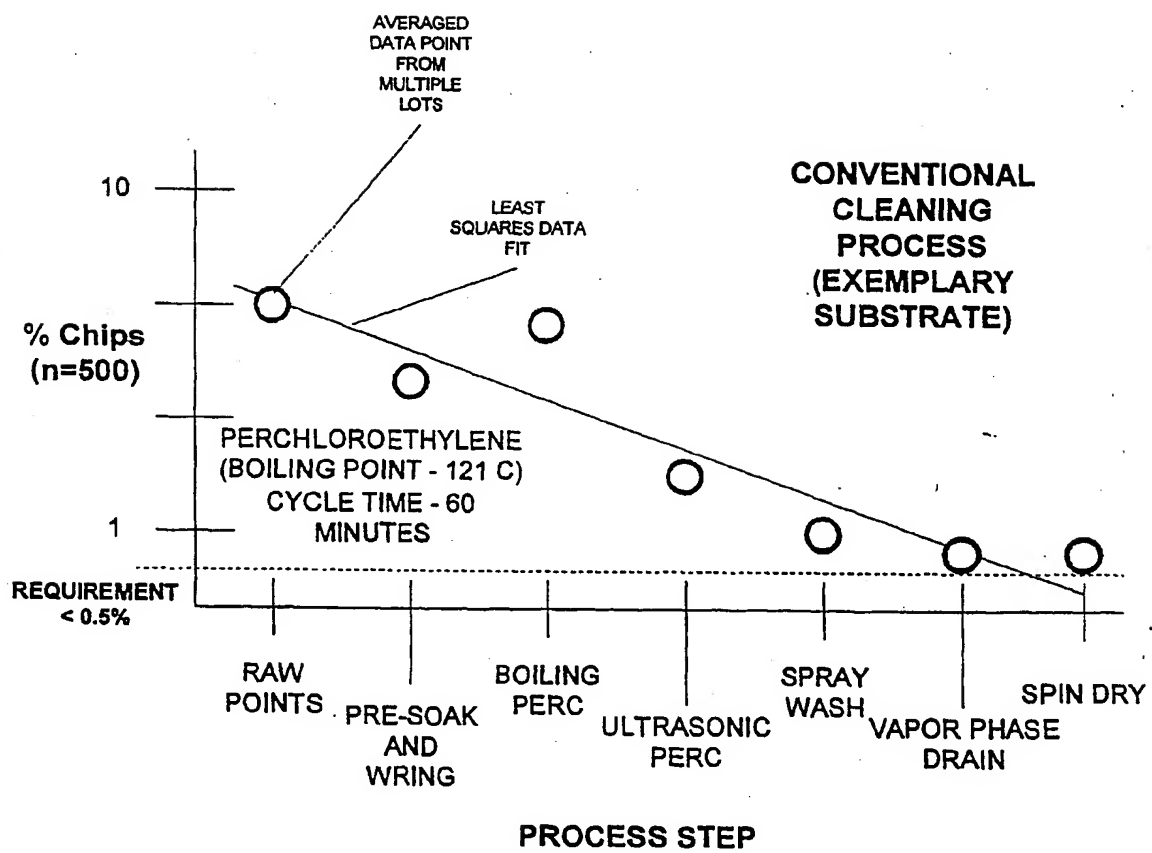 AVERAGED
DATA POINT
FROM
MULTIPLE
LOTS
CONVENTIONAL
CLEANING
PROCESS
(EXEMPLARY
SUBSTRATE)
10
LEAST
SQUARES DATA
FIT
% Chips
(n=500)
PERCHLOROETHYLENE
(BOILING POINT - 121 C)
CYCLE TIME - 60
MINUTES
1
REQUIREMENT
< 0.5%
RAW
POINTS
PRE-SOAK
AND
WRING
BOILING
PERC
ULTRASONIC
PERC
SPRAY
WASH
VAPOR PHASE
DRAIN
SPIN DRY
PROCESS STEP